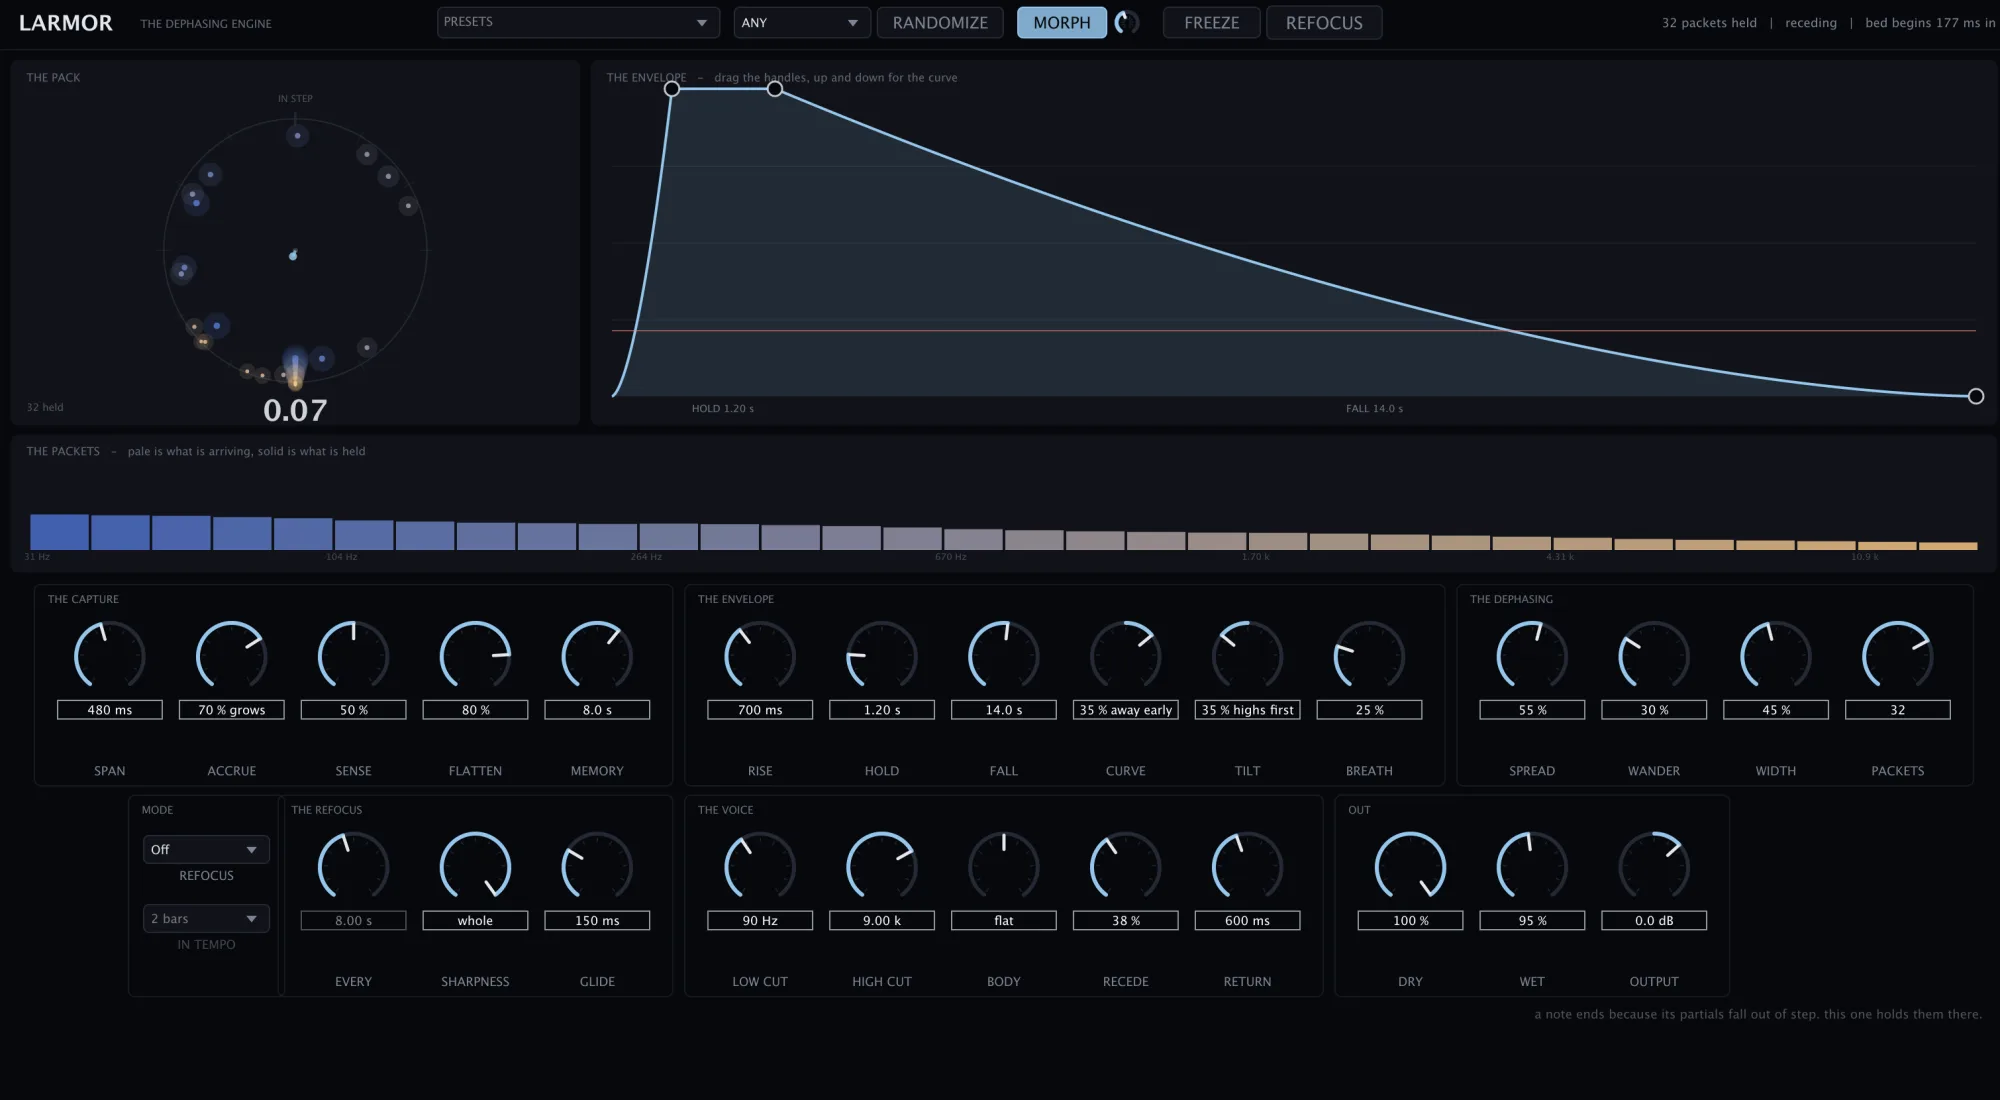 LARMOR THE DEPHASING ENGINE PRESETS ANY RANDOMIZE MORPH FREEZE REFOCUS 32 packets held | receding | bed begins 177 ms in
THE PACK
IN STEP
32 held
0.07
THE ENVELOPE – drag the handles, up and down for the curve
HOLD 1.20 s FALL 14.0 s
THE PACKETS – pale is what is arriving, solid is what is held
31 Hz 104 Hz 264 Hz 670 Hz 1.70 k 4.31 k 10.9 k
THE CAPTURE
480 ms 70 % grows 50 % 80 % 8.0 s
SPAN ACCRUE SENSE FLATTEN MEMORY
THE ENVELOPE
700 ms 1.20 s 14.0 s 35 % away early 35 % highs first 25 %
RISE HOLD FALL CURVE TILT BREATH
THE DEPHASING
55 % 30 % 45 % 32
SPREAD WANDER WIDTH PACKETS
MODE
Off
REFOCUS
2 bars
IN TEMPO
THE REFOCUS
8.00 s whole 150 ms
EVERY SHARPNESS GLIDE
THE VOICE
90 Hz 9.00 k flat 38 % 600 ms
LOW CUT HIGH CUT BODY RECEDE RETURN
OUT
100 % 95 % 0.0 dB
DRY WET OUTPUT
a note ends because its partials fall out of step. this one holds them there.